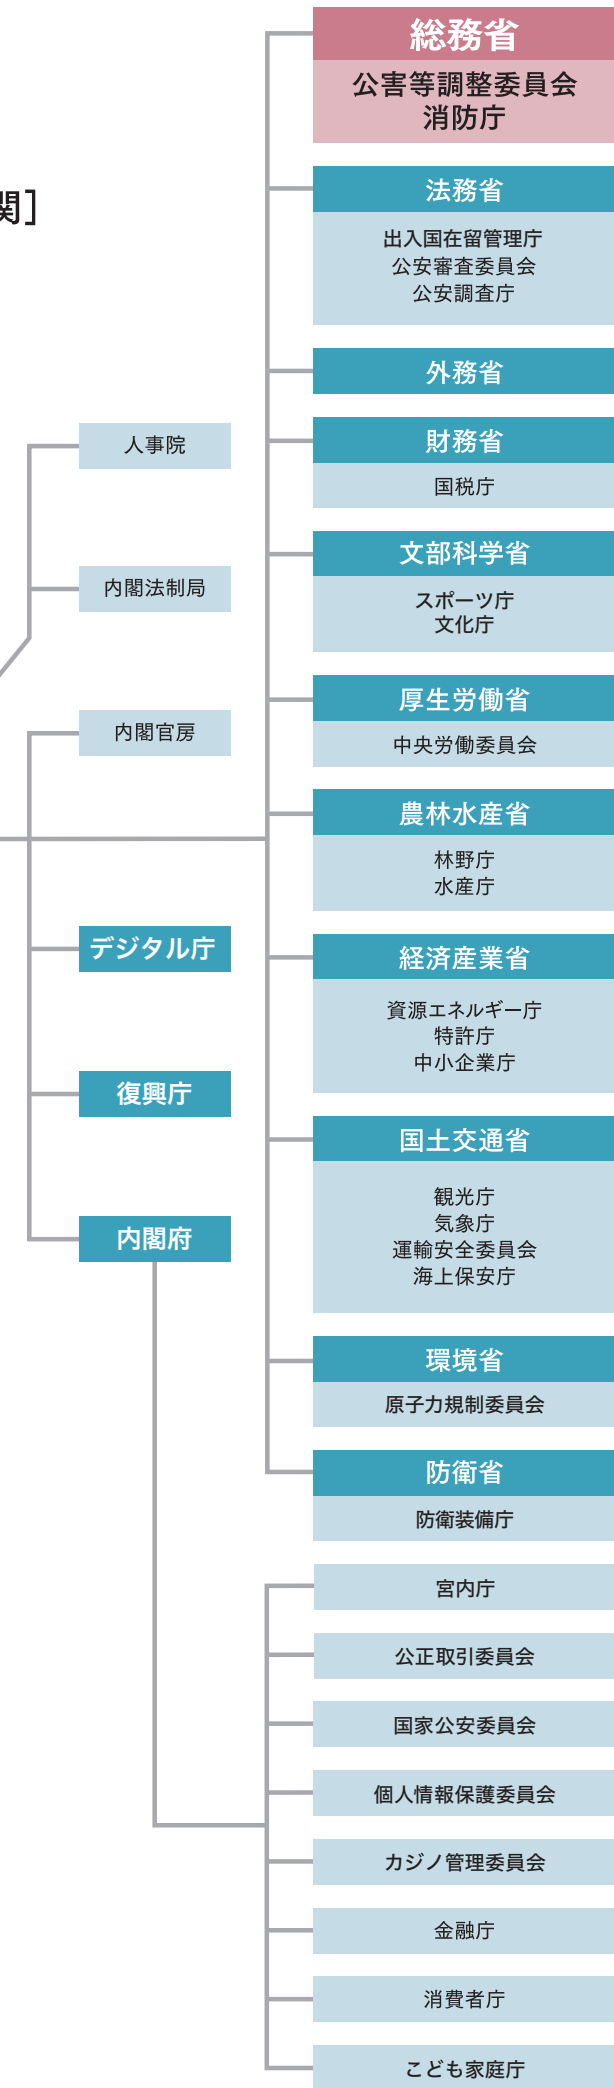 関]
人事院
内閣法制局
内閣官房
デジタル庁
復興庁
内閣府
総務省
公害等調整委員会
消防庁
法務省
出入国在留管理庁
公安審査委員会
公安調査庁
外務省
財務省
国税庁
文部科学省
スポーツ庁
文化庁
厚生労働省
中央労働委員会
農林水産省
林野庁
水産庁
経済産業省
資源エネルギー庁
特許庁
中小企業庁
国土交通省
観光庁
気象庁
運輸安全委員会
海上保安庁
環境省
原子力規制委員会
防衛省
防衛装備庁
宮内庁
公正取引委員会
国家公安委員会
個人情報保護委員会
カジノ管理委員会
金融庁
消費者庁
こども家庭庁